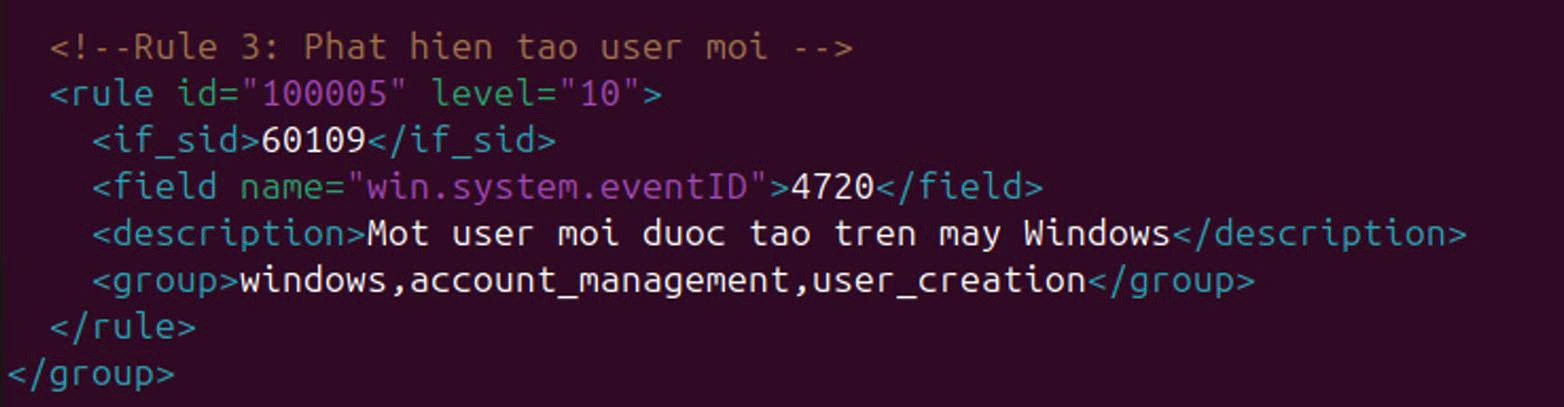 <!--Rule 3: Phat hien tao user moi -->
<rule id="100005" level="10">
<if_sid>60109</if_sid>
<field name="win.system.eventID">4720</field>
<description>Mot user moi duoc tao tren may Windows</description>
<group>windows,account_management,user_creation</group>
</rule>
</group>